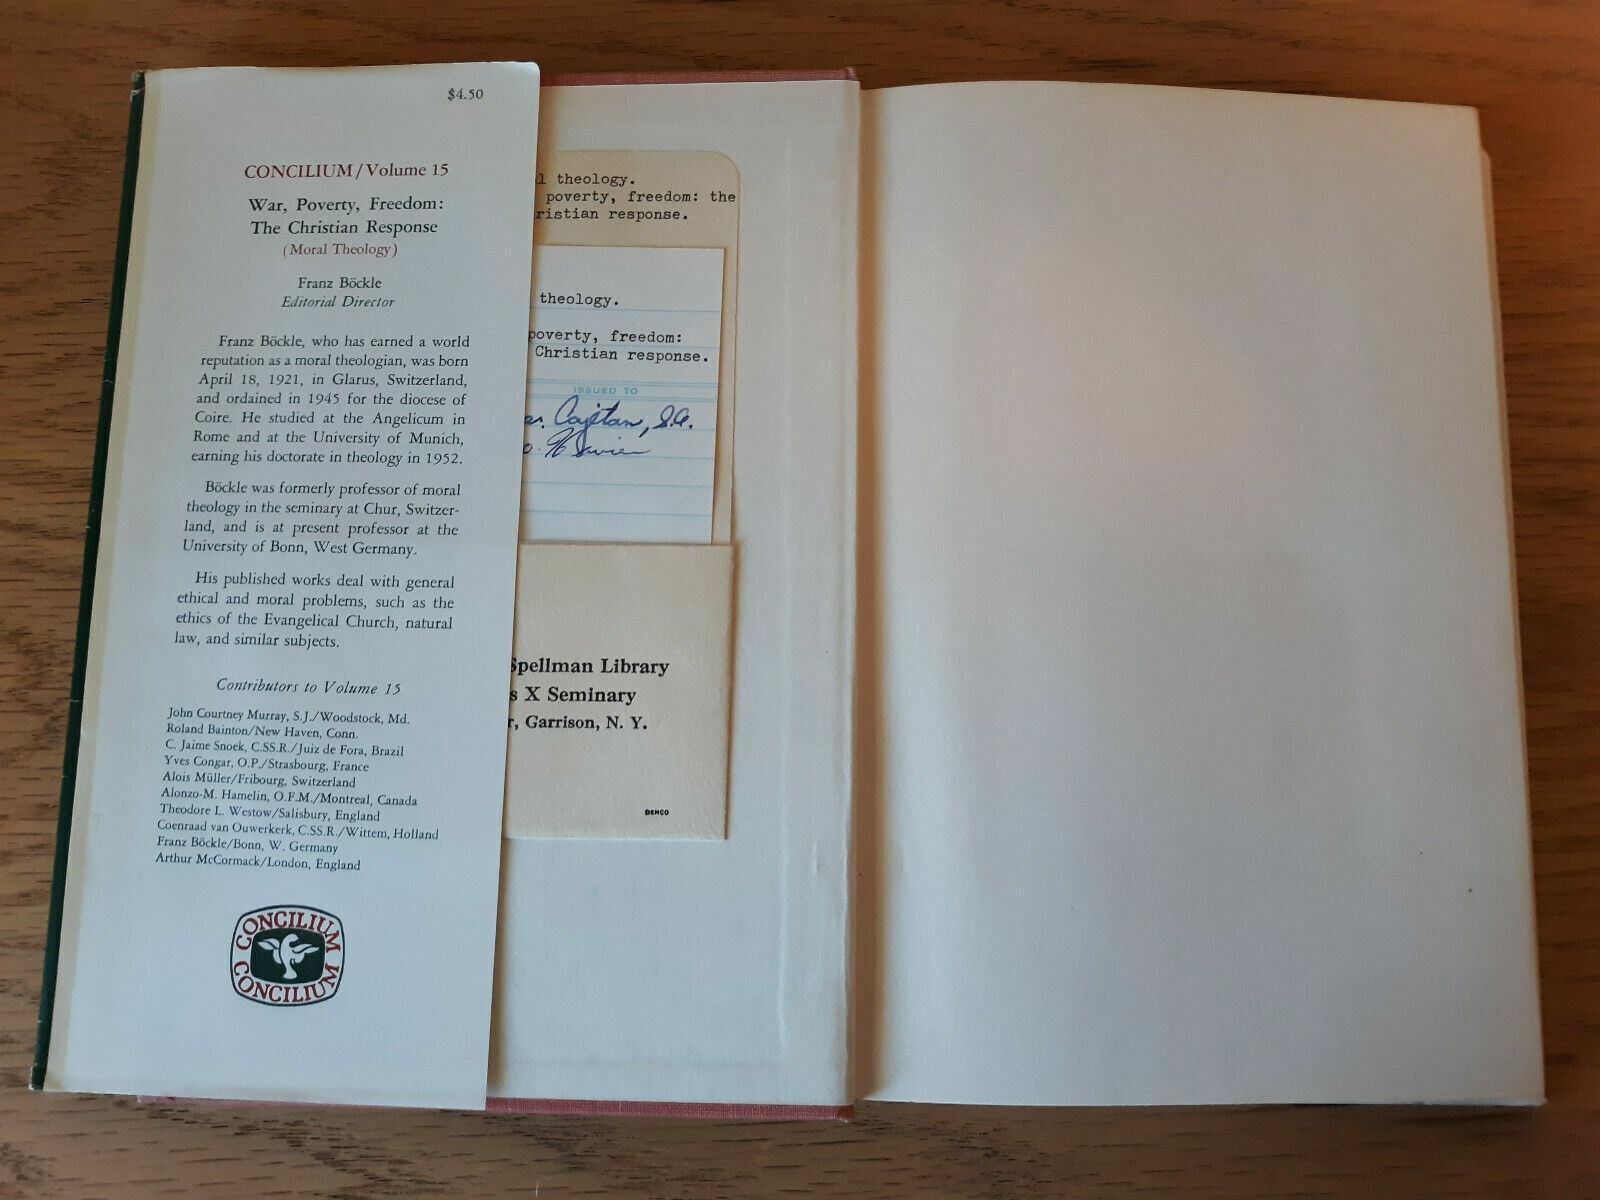 $4.50
CONCILIUM/Volume 15
War, Poverty, Freedom:
The Christian Response
(Moral Theology)
Franz Böckle
Editorial Director
Franz Böckle, who has earned a world
reputation as a moral theologian, was born
April 18, 1921, in Glarus, Switzerland,
and ordained in 1945 for the diocese of
Coire. He studied at the Angelicum in
Rome and at the University of Munich,
earning his doctorate in theology in 1952.
Böckle was formerly professor of moral
theology in the seminary at Chur, Switzer-
land, and is at present professor at the
University of Bonn, West Germany.
His published works deal with general
ethical and moral problems, such as the
ethics of the Evangelical Church, natural
law, and similar subjects.
Contributors to Volume 15
John Courtney Murray, S.J./Woodstock, Md.
Roland Bainton/New Haven, Conn.
C. Jaime Snoek, C.SS.R./Juiz de Fora, Brazil
Yves Congar, O.P./Strasbourg, France
Alois Müller/Fribourg, Switzerland
Alonzo-M. Hamelin, O.F.M./Montreal, Canada
Theodore L. Westow/Salisbury, England
Coenraad van Ouwerkerk, C.SS.R./Wittem, Holland
Franz Böckle/Bonn, W. Germany
Arthur McCormack/London, England
CONCILIUM
CONCILIUM
l theology.
poverty, freedom: the
ristian response.
theology.
poverty, freedom:
Christian response.
ISSUED TO
Spellman Library
s X Seminary
r, Garrison, N. Y.
DEMCO